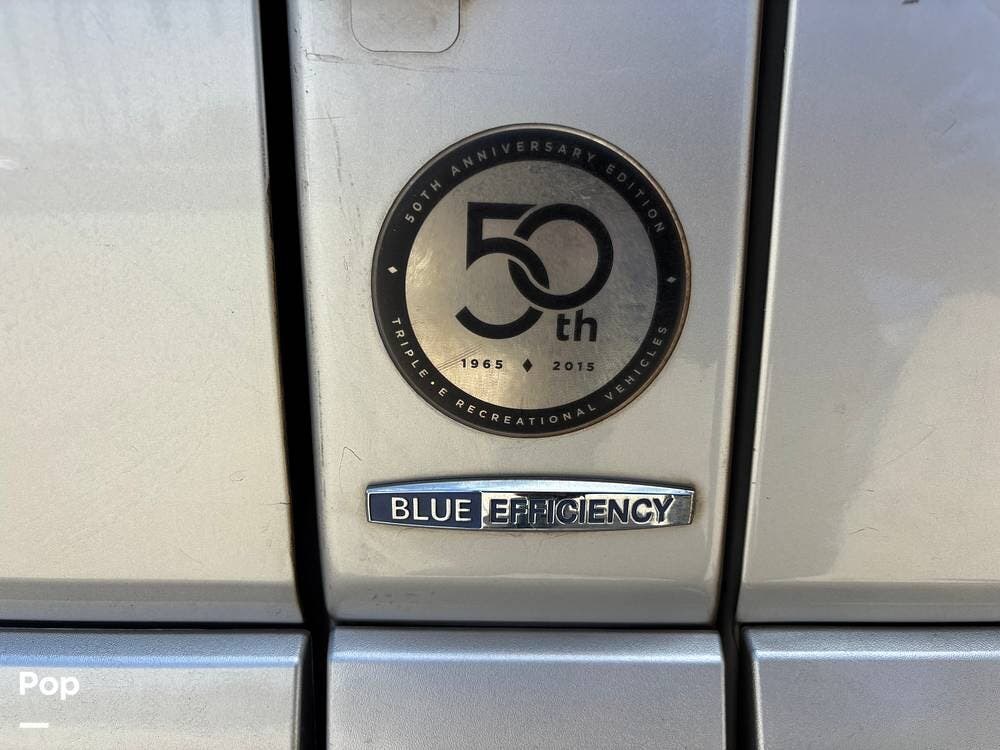 50TH ANNIVERSARY EDITION
50th
1965 ♦ 2015
TRIPLE • E RECREATIONAL VEHICLES
BLUE EFFICIENCY
Pop